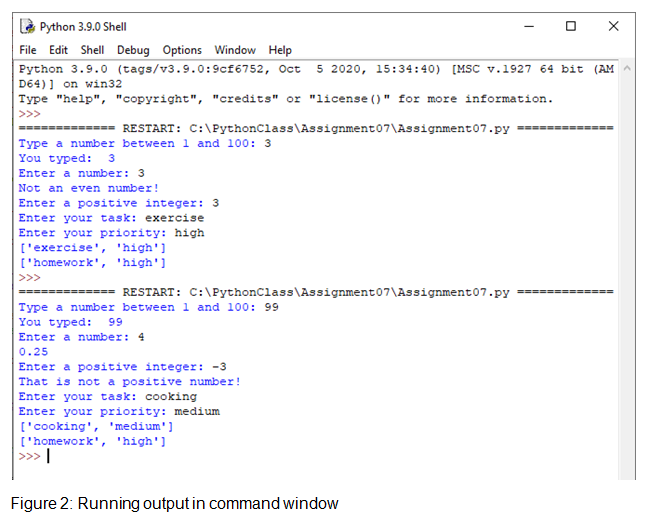 Python 3.9.0 Shell
File Edit Shell Debug Options Window Help
Python 3.9.0 (tags/v3.9.0:9cf6752, Oct  5 2020, 15:34:40) [MSC v.1927 64 bit (AM
D64)] on win32
Type "help", "copyright", "credits" or "license()" for more information.
>>>
============= RESTART: C:\PythonClass\Assignment07\Assignment07.py =============
Type a number between 1 and 100: 3
You typed:  3
Enter a number: 3
Not an even number!
Enter a positive integer: 3
Enter your task: exercise
Enter your priority: high
['exercise', 'high']
['homework', 'high']
>>>
============= RESTART: C:\PythonClass\Assignment07\Assignment07.py =============
Type a number between 1 and 100: 99
You typed:  99
Enter a number: 4
0.25
Enter a positive integer: -3
That is not a positive number!
Enter your task: cooking
Enter your priority: medium
['cooking', 'medium']
['homework', 'high']
>>>
Figure 2: Running output in command window